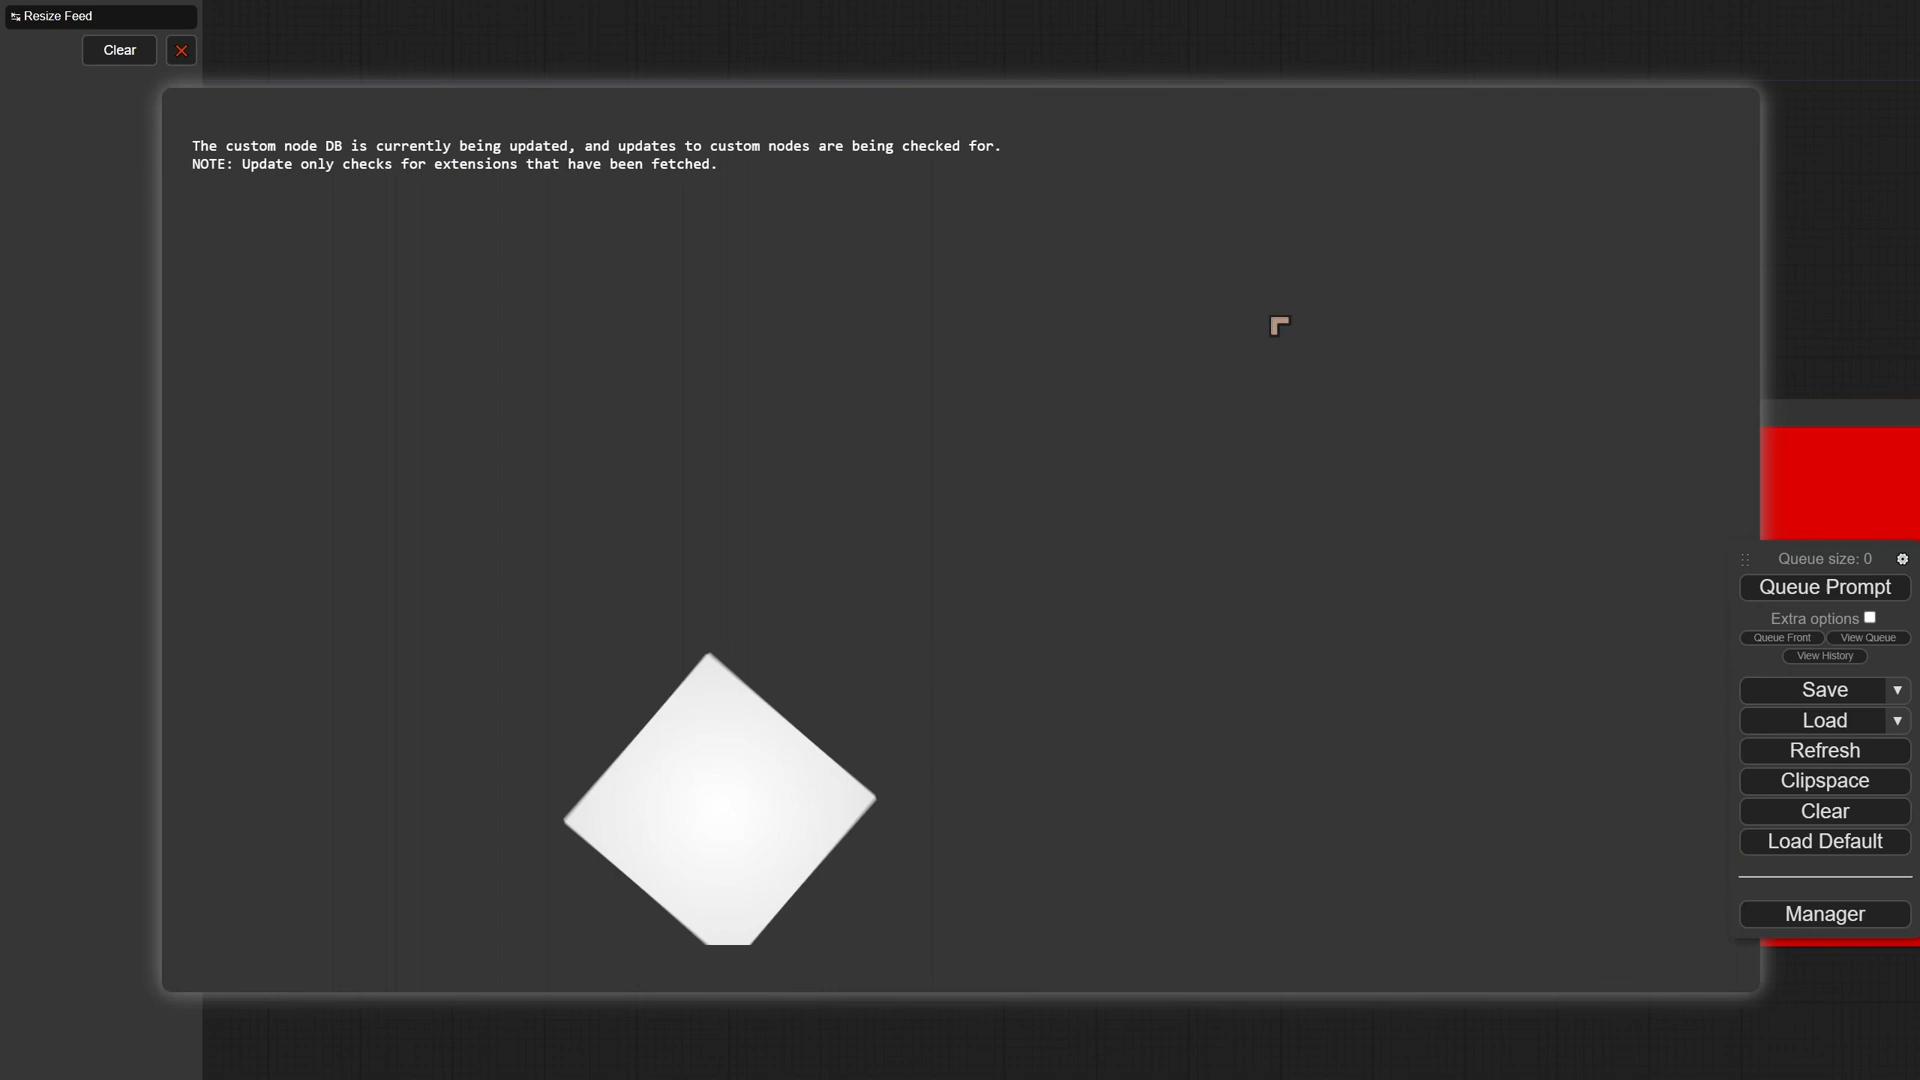 Resize Feed
Clear
The custom node DB is currently being updated, and updates to custom nodes are being checked for.
NOTE: Update only checks for extensions that have been fetched.
Queue size: 0
Queue Prompt
Extra options
Queue Front View Queue
View History
Save
Load
Refresh
Clipspace
Clear
Load Default
Manager